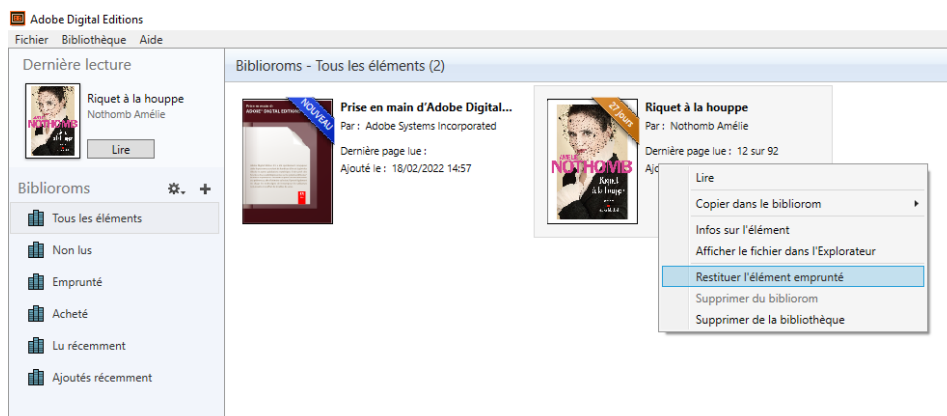 Adobe Digital Editions
Fichier Bibliothèque Aide
Dernière lecture
Riquet à la houppe
Nothomb Amélie
Lire
Biblioroms
Tous les éléments
Non lus
Emprunté
Acheté
Lu récemment
Ajoutés récemment
Biblioroms - Tous les éléments (2)
NOUVEAU
Prise en main d'Adobe Digital...
Par : Adobe Systems Incorporated
Dernière page lue :
Ajouté le : 18/02/2022 14:57
27 jours
AMÉLIE
NOTHOMB
Riquet
à la houppe
Riquet à la houppe
Par : Nothomb Amélie
Dernière page lue : 12 sur 92
Ajo
Lire
Copier dans le bibliorom
Infos sur l'élément
Afficher le fichier dans l'Explorateur
Restituer l'élément emprunté
Supprimer du bibliorom
Supprimer de la bibliothèque